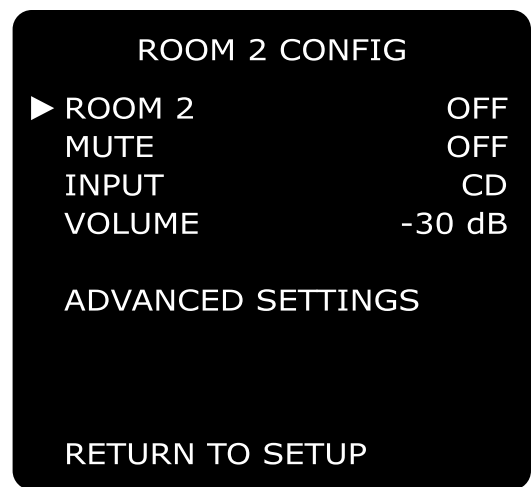 ROOM 2 CONFIG
ROOM 2 OFF
MUTE OFF
INPUT CD
VOLUME -30 dB
ADVANCED SETTINGS
RETURN TO SETUP